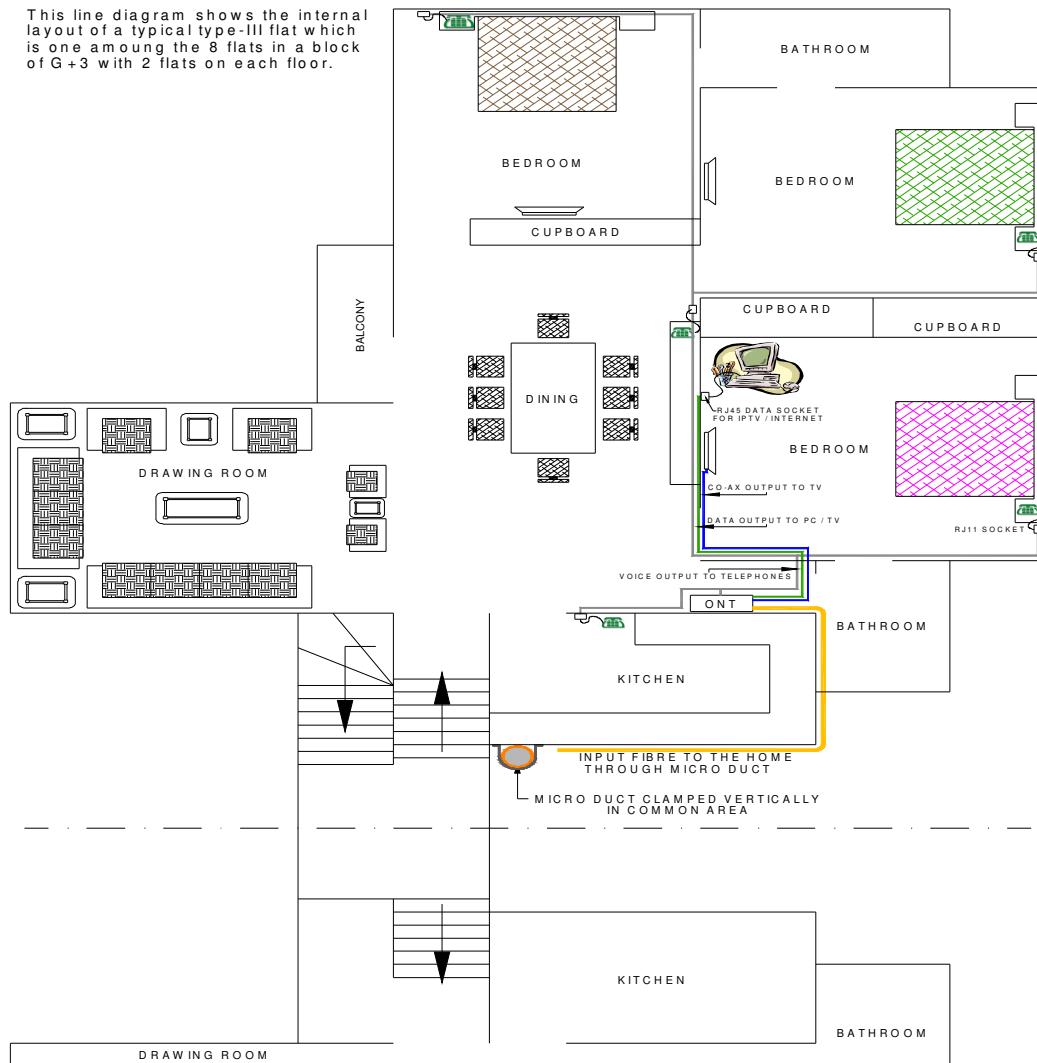 This line diagram shows the internal
layout of a typical type-III flat which
is one amoung the 8 flats in a block
of G+3 with 2 flats on each floor.
BATHROOM
BEDROOM
BEDROOM
CUPBOARD
BALCONY
CUPBOARD
CUPBOARD
DINING
RJ45 DATA SOCKET
FOR IPTV / INTERNET
DRAWING ROOM
BEDROOM
CO-AX OUTPUT TO TV
DATA OUTPUT TO PC / TV
RJ11 SOCKET
VOICE OUTPUT TO TELEPHONES
ONT
BATHROOM
KITCHEN
INPUT FIBRE TO THE HOME
THROUGH MICRO DUCT
MICRO DUCT CLAMPED VERTICALLY
IN COMMON AREA
KITCHEN
BATHROOM
DRAWING ROOM